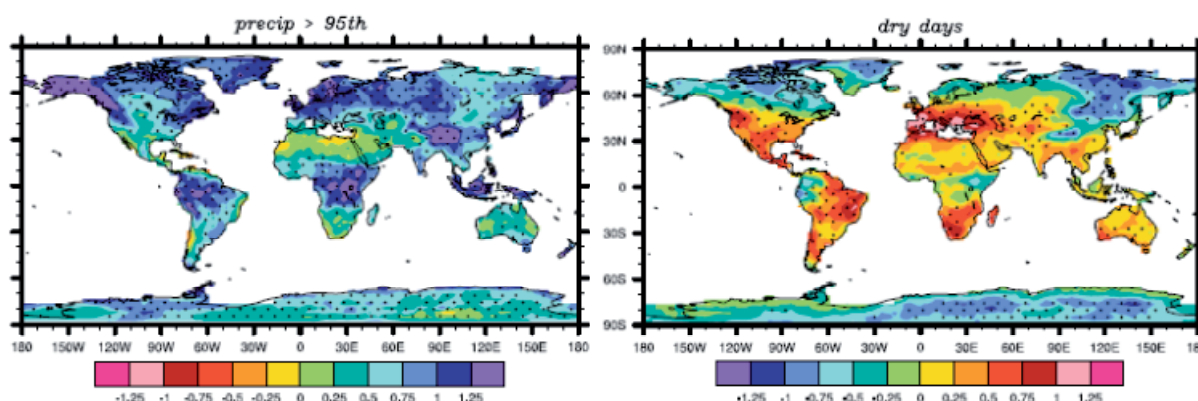 precip > 95th
dry days
90N
60N
30N
0
30S
60S
90S
180 150W 120W 90W 60W 30W 0 30E 60E 90E 120E 150E 180
180 150W 120W 90W 60W 30W 0 30E 60E 90E 120E 150E
-1.25 -1 -0.75 -0.5 -0.25 0 0.25 0.5 0.75 1 1.25
-1.25 -1 -0.75 -0.5 -0.25 0 0.25 0.5 0.75 1 1.25